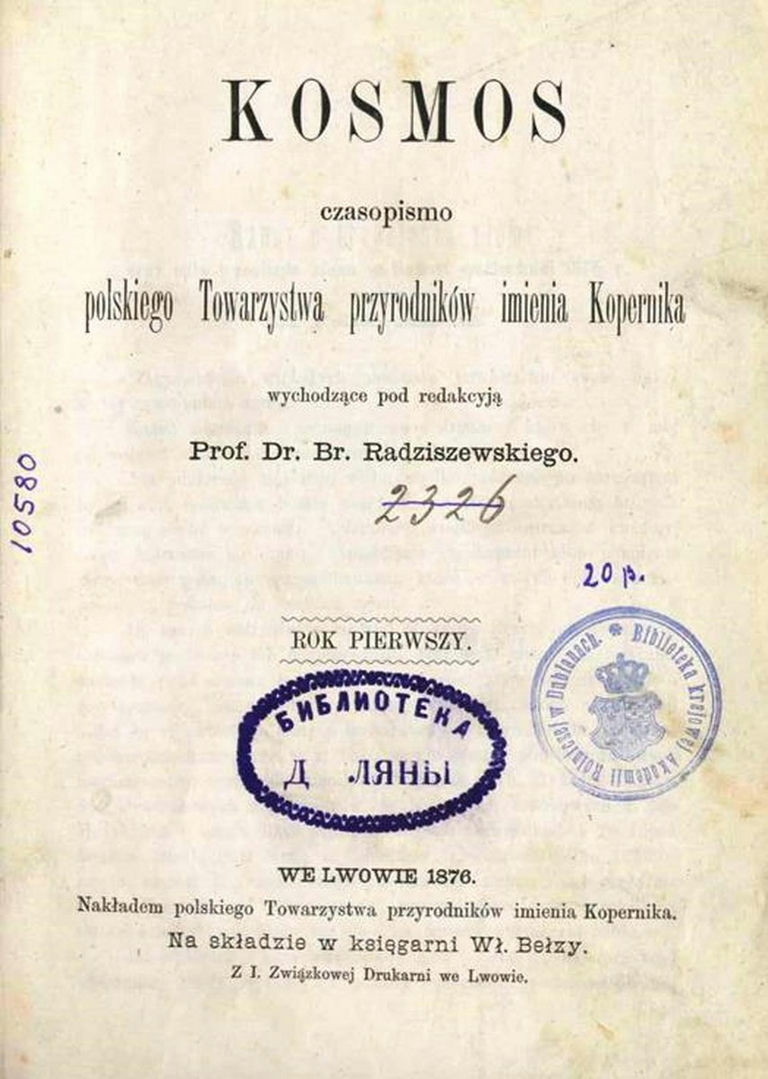 KOSMOS
czasopismo
polskiego Towarzystwa przyrodników imienia Kopernika
wychodzące pod redakcyją
Prof. Dr. Br. Radziszewskiego.
2326
10580
20 р.
ROK PIERWSZY.
БИБЛИОТЕКА
Д ЛЯНЫ
* Biblioteka krajowej Akademii Rolniczej w Dublanach.
WE LWOWIE 1876.
Nakładem polskiego Towarzystwa przyrodników imienia Kopernika.
Na składzie w księgarni Wł. Bełzy.
Z I. Związkowej Drukarni we Lwowie.